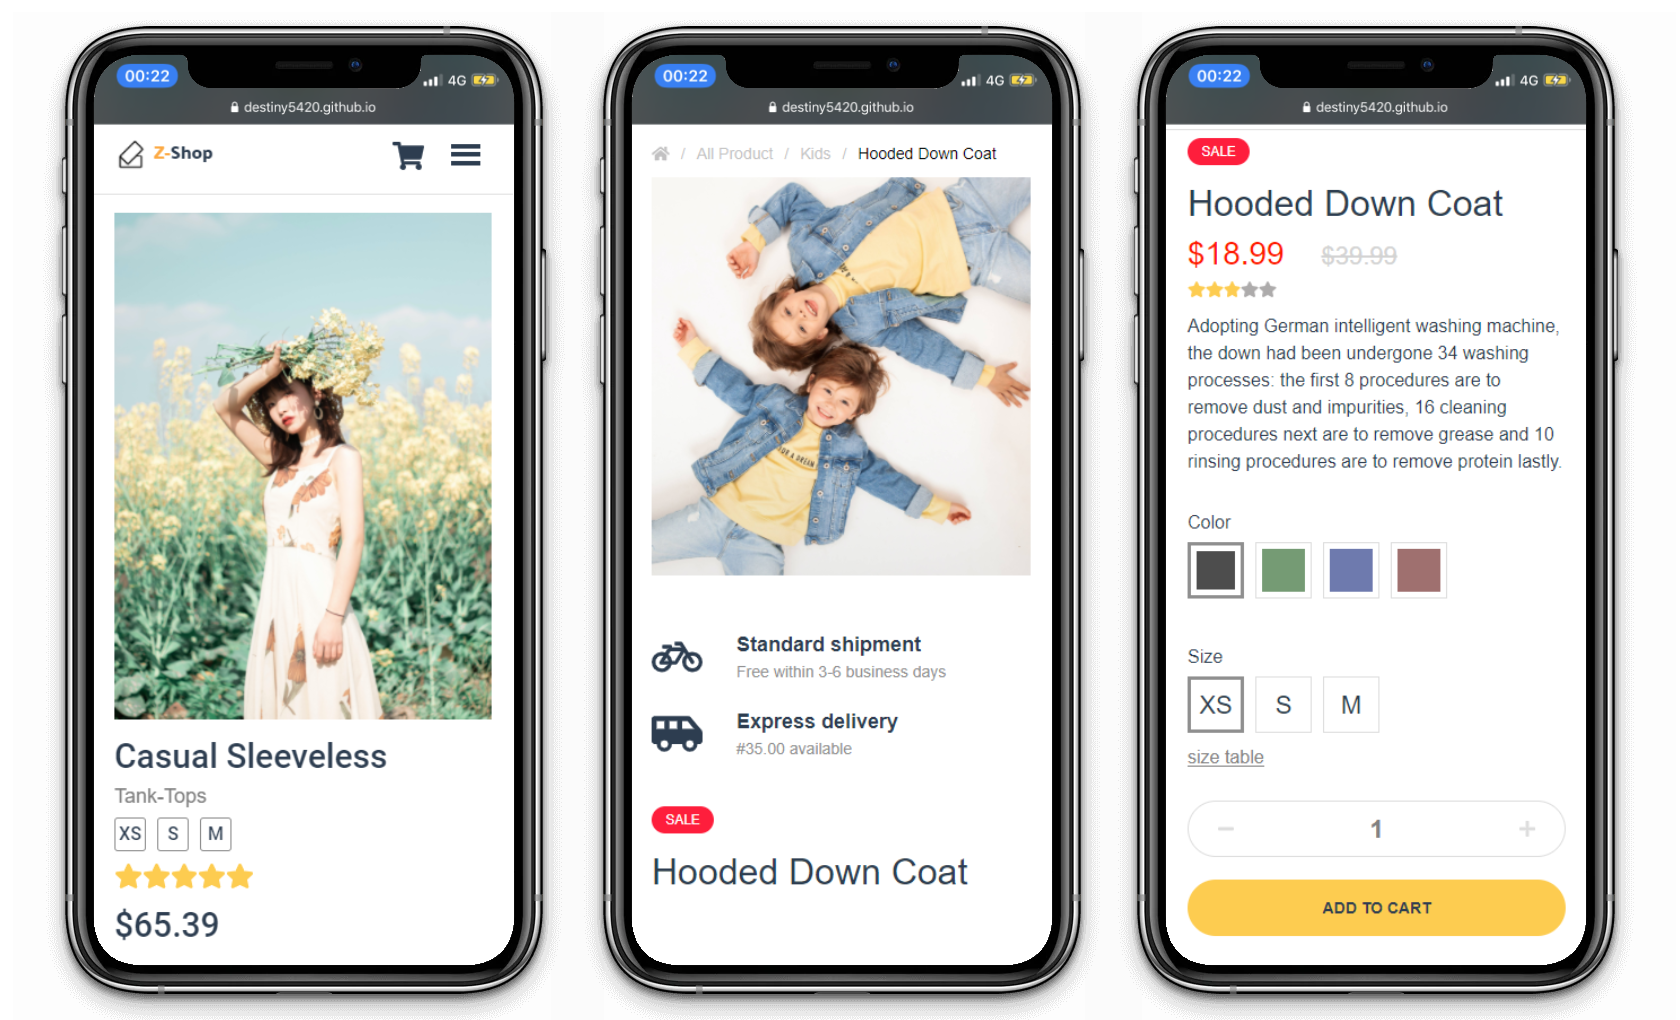 00:22
4G
destiny5420.github.io
Z-Shop
Casual Sleeveless
Tank-Tops
XS S M
$65.39
00:22
4G
destiny5420.github.io
/ All Product / Kids / Hooded Down Coat
FOR A DREAM
Standard shipment
Free within 3-6 business days
Express delivery
#35.00 available
SALE
Hooded Down Coat
00:22
4G
destiny5420.github.io
SALE
Hooded Down Coat
$18.99 $39.99
Adopting German intelligent washing machine,
the down had been undergone 34 washing
processes: the first 8 procedures are to
remove dust and impurities, 16 cleaning
procedures next are to remove grease and 10
rinsing procedures are to remove protein lastly.
Color
Size
XS S M
size table
− 1 +
ADD TO CART